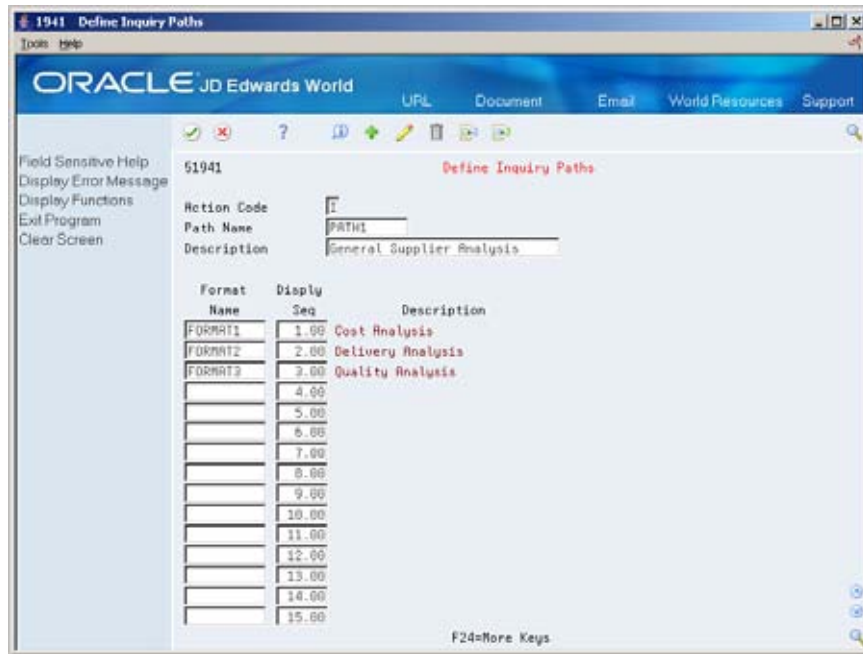 1941 Define Inquiry Paths
Tools Help
ORACLE JD Edwards World
URL Document Email World Resources Support
Field Sensitive Help
Display Error Message
Display Functions
Exit Program
Clear Screen
51941 Define Inquiry Paths
Action Code I
Path Name PATH1
Description General Supplier Analysis
Format Disply
Name Seq Description
FORMAT1 1.00 Cost Analysis
FORMAT2 2.00 Delivery Analysis
FORMAT3 3.00 Quality Analysis
4.00
5.00
6.00
7.00
8.00
9.00
10.00
11.00
12.00
13.00
14.00
15.00
F24=More Keys